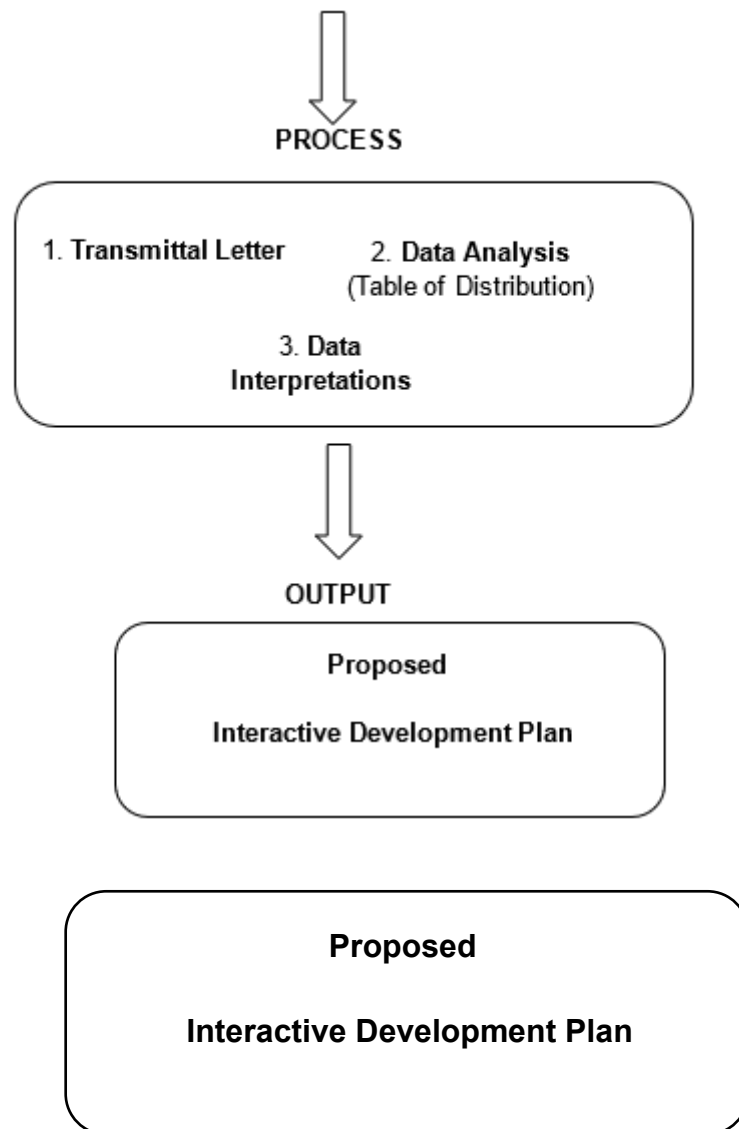 PROCESS
1. Transmittal Letter
2. Data Analysis
(Table of Distribution)
3. Data
Interpretations
OUTPUT
Proposed
Interactive Development Plan
Proposed
Interactive Development Plan